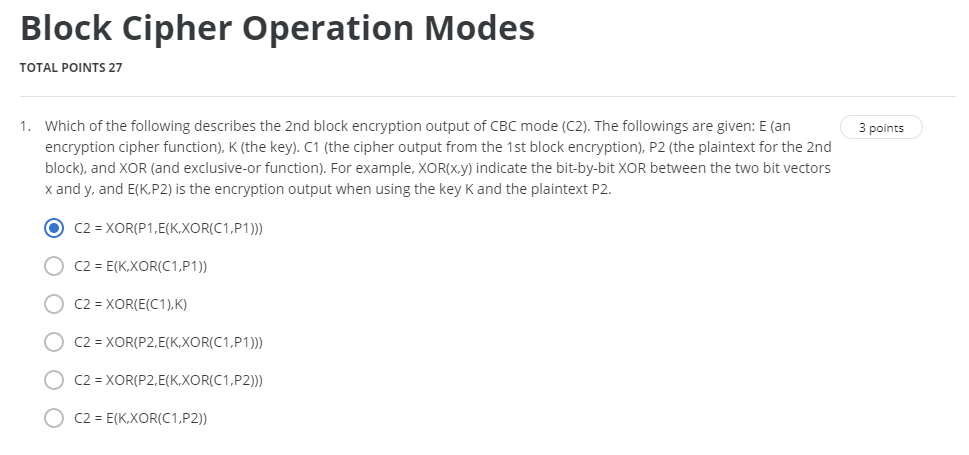 Block Cipher Operation Modes
TOTAL POINTS 27
1. Which of the following describes the 2nd block encryption output of CBC mode (C2). The followings are given: E (an
3 points
encryption cipher function), K (the key). C1 (the cipher output from the 1st block encryption), P2 (the plaintext for the 2nd
block), and XOR (and exclusive-or function). For example, XOR(x,y) indicate the bit-by-bit XOR between the two bit vectors
x and y, and E(K,P2) is the encryption output when using the key K and the plaintext P2.
C2 = XOR(P1,E(K,XOR(C1,P1)))
C2 = E(K,XOR(C1,P1))
C2 = XOR(E(C1),K)
C2 = XOR(P2,E(K,XOR(C1,P1)))
C2 = XOR(P2,E(K,XOR(C1,P2)))
C2 = E(K,XOR(C1,P2))